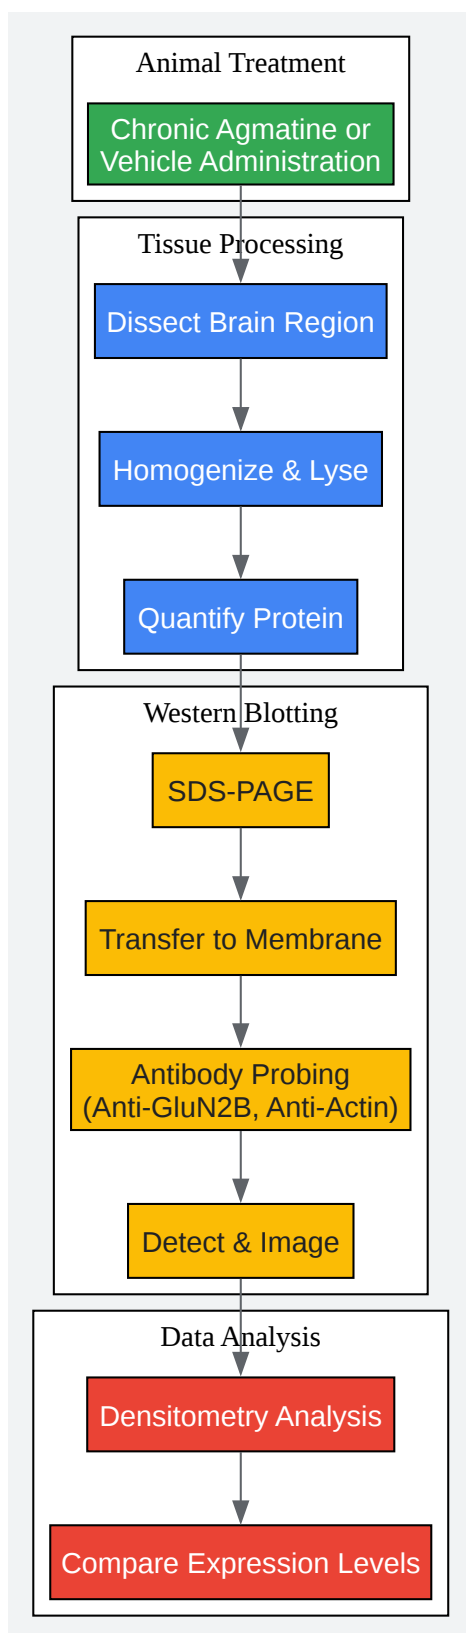 Animal Treatment
Chronic Agmatine or
Vehicle Administration
Tissue Processing
Dissect Brain Region
Homogenize & Lyse
Quantify Protein
Western Blotting
SDS-PAGE
Transfer to Membrane
Antibody Probing
(Anti-GluN2B, Anti-Actin)
Detect & Image
Data Analysis
Densitometry Analysis
Compare Expression Levels